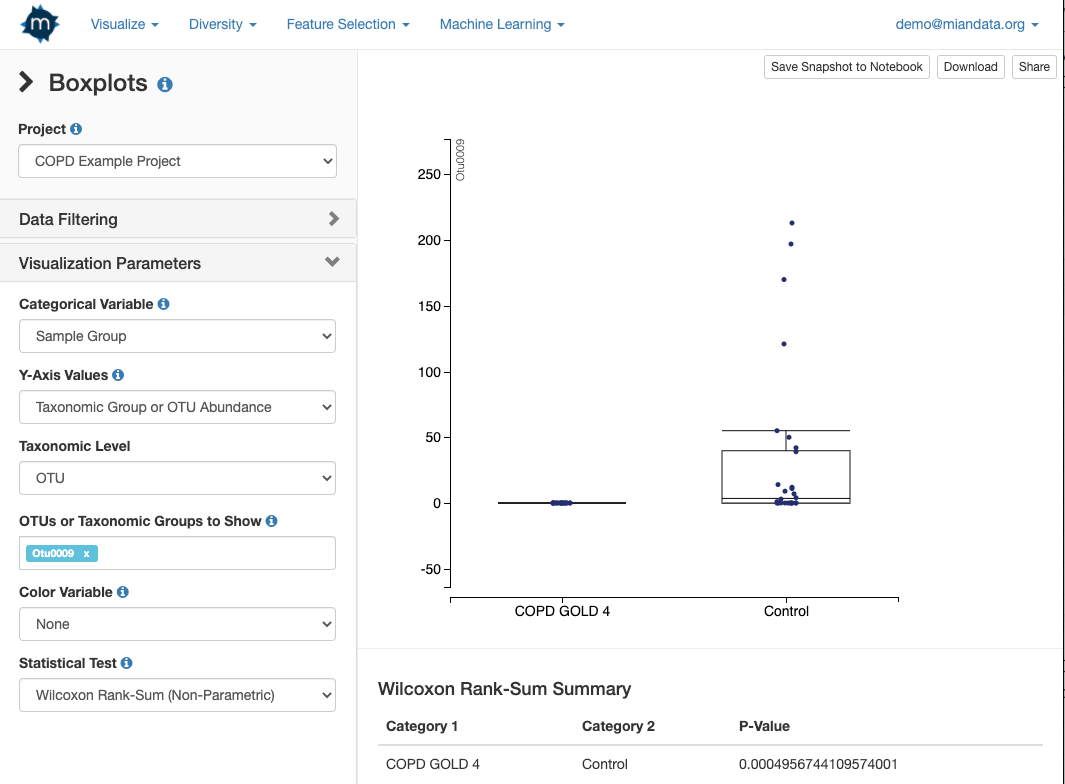 m Visualize Diversity Feature Selection Machine Learning demo@miandata.org
Save Snapshot to Notebook Download Share
Boxplots i
Project i
COPD Example Project
Data Filtering
Visualization Parameters
Categorical Variable i
Sample Group
Y-Axis Values i
Taxonomic Group or OTU Abundance
Taxonomic Level
OTU
OTUs or Taxonomic Groups to Show i
Otu0009 x
Color Variable i
None
Statistical Test i
Wilcoxon Rank-Sum (Non-Parametric)
Otu0009
250
200
150
100
50
0
-50
COPD GOLD 4 Control
Wilcoxon Rank-Sum Summary
Category 1 Category 2 P-Value
COPD GOLD 4 Control 0.0004956744109574001